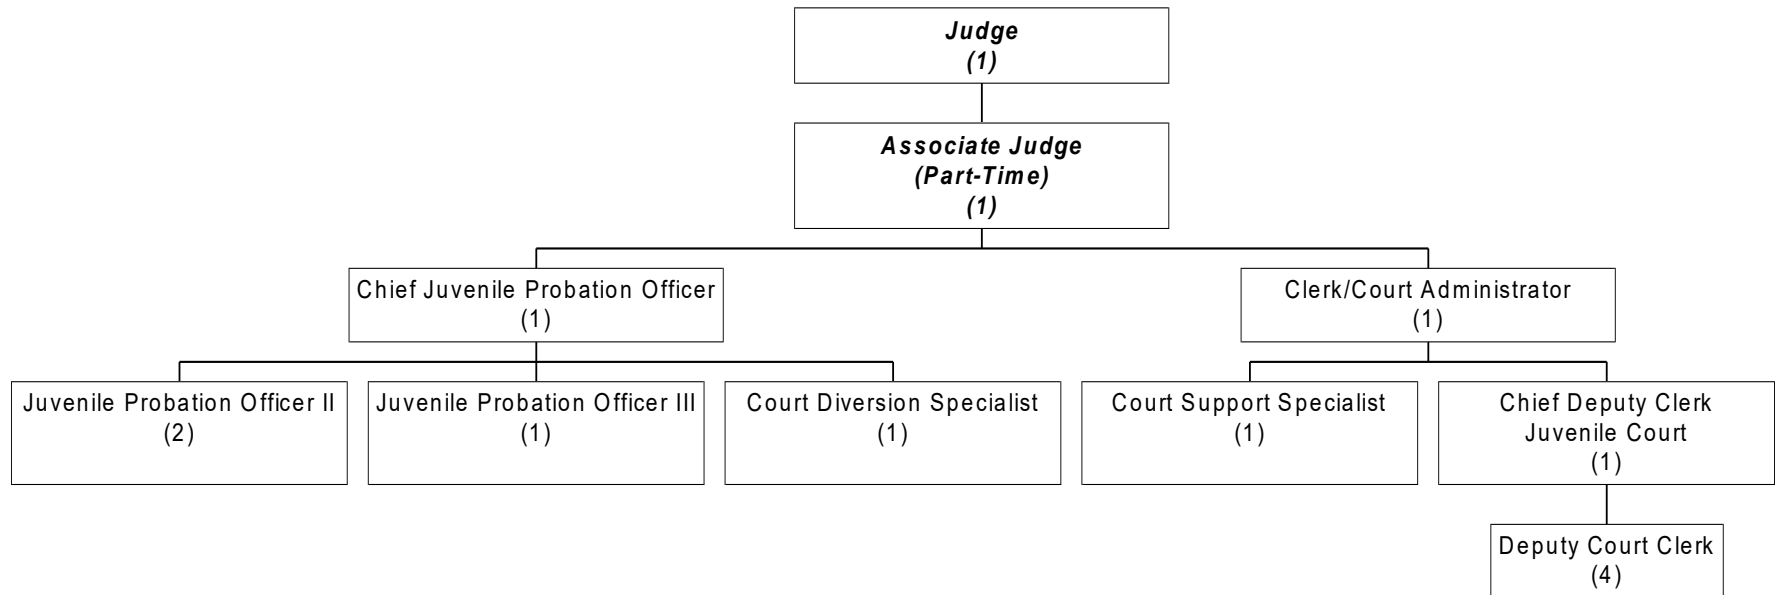 Judge
(1)
Associate Judge
(Part-Time)
(1)
Chief Juvenile Probation Officer
(1)
Clerk/Court Administrator
(1)
Juvenile Probation Officer II
(2)
Juvenile Probation Officer III
(1)
Court Diversion Specialist
(1)
Court Support Specialist
(1)
Chief Deputy Clerk
Juvenile Court
(1)
Deputy Court Clerk
(4)